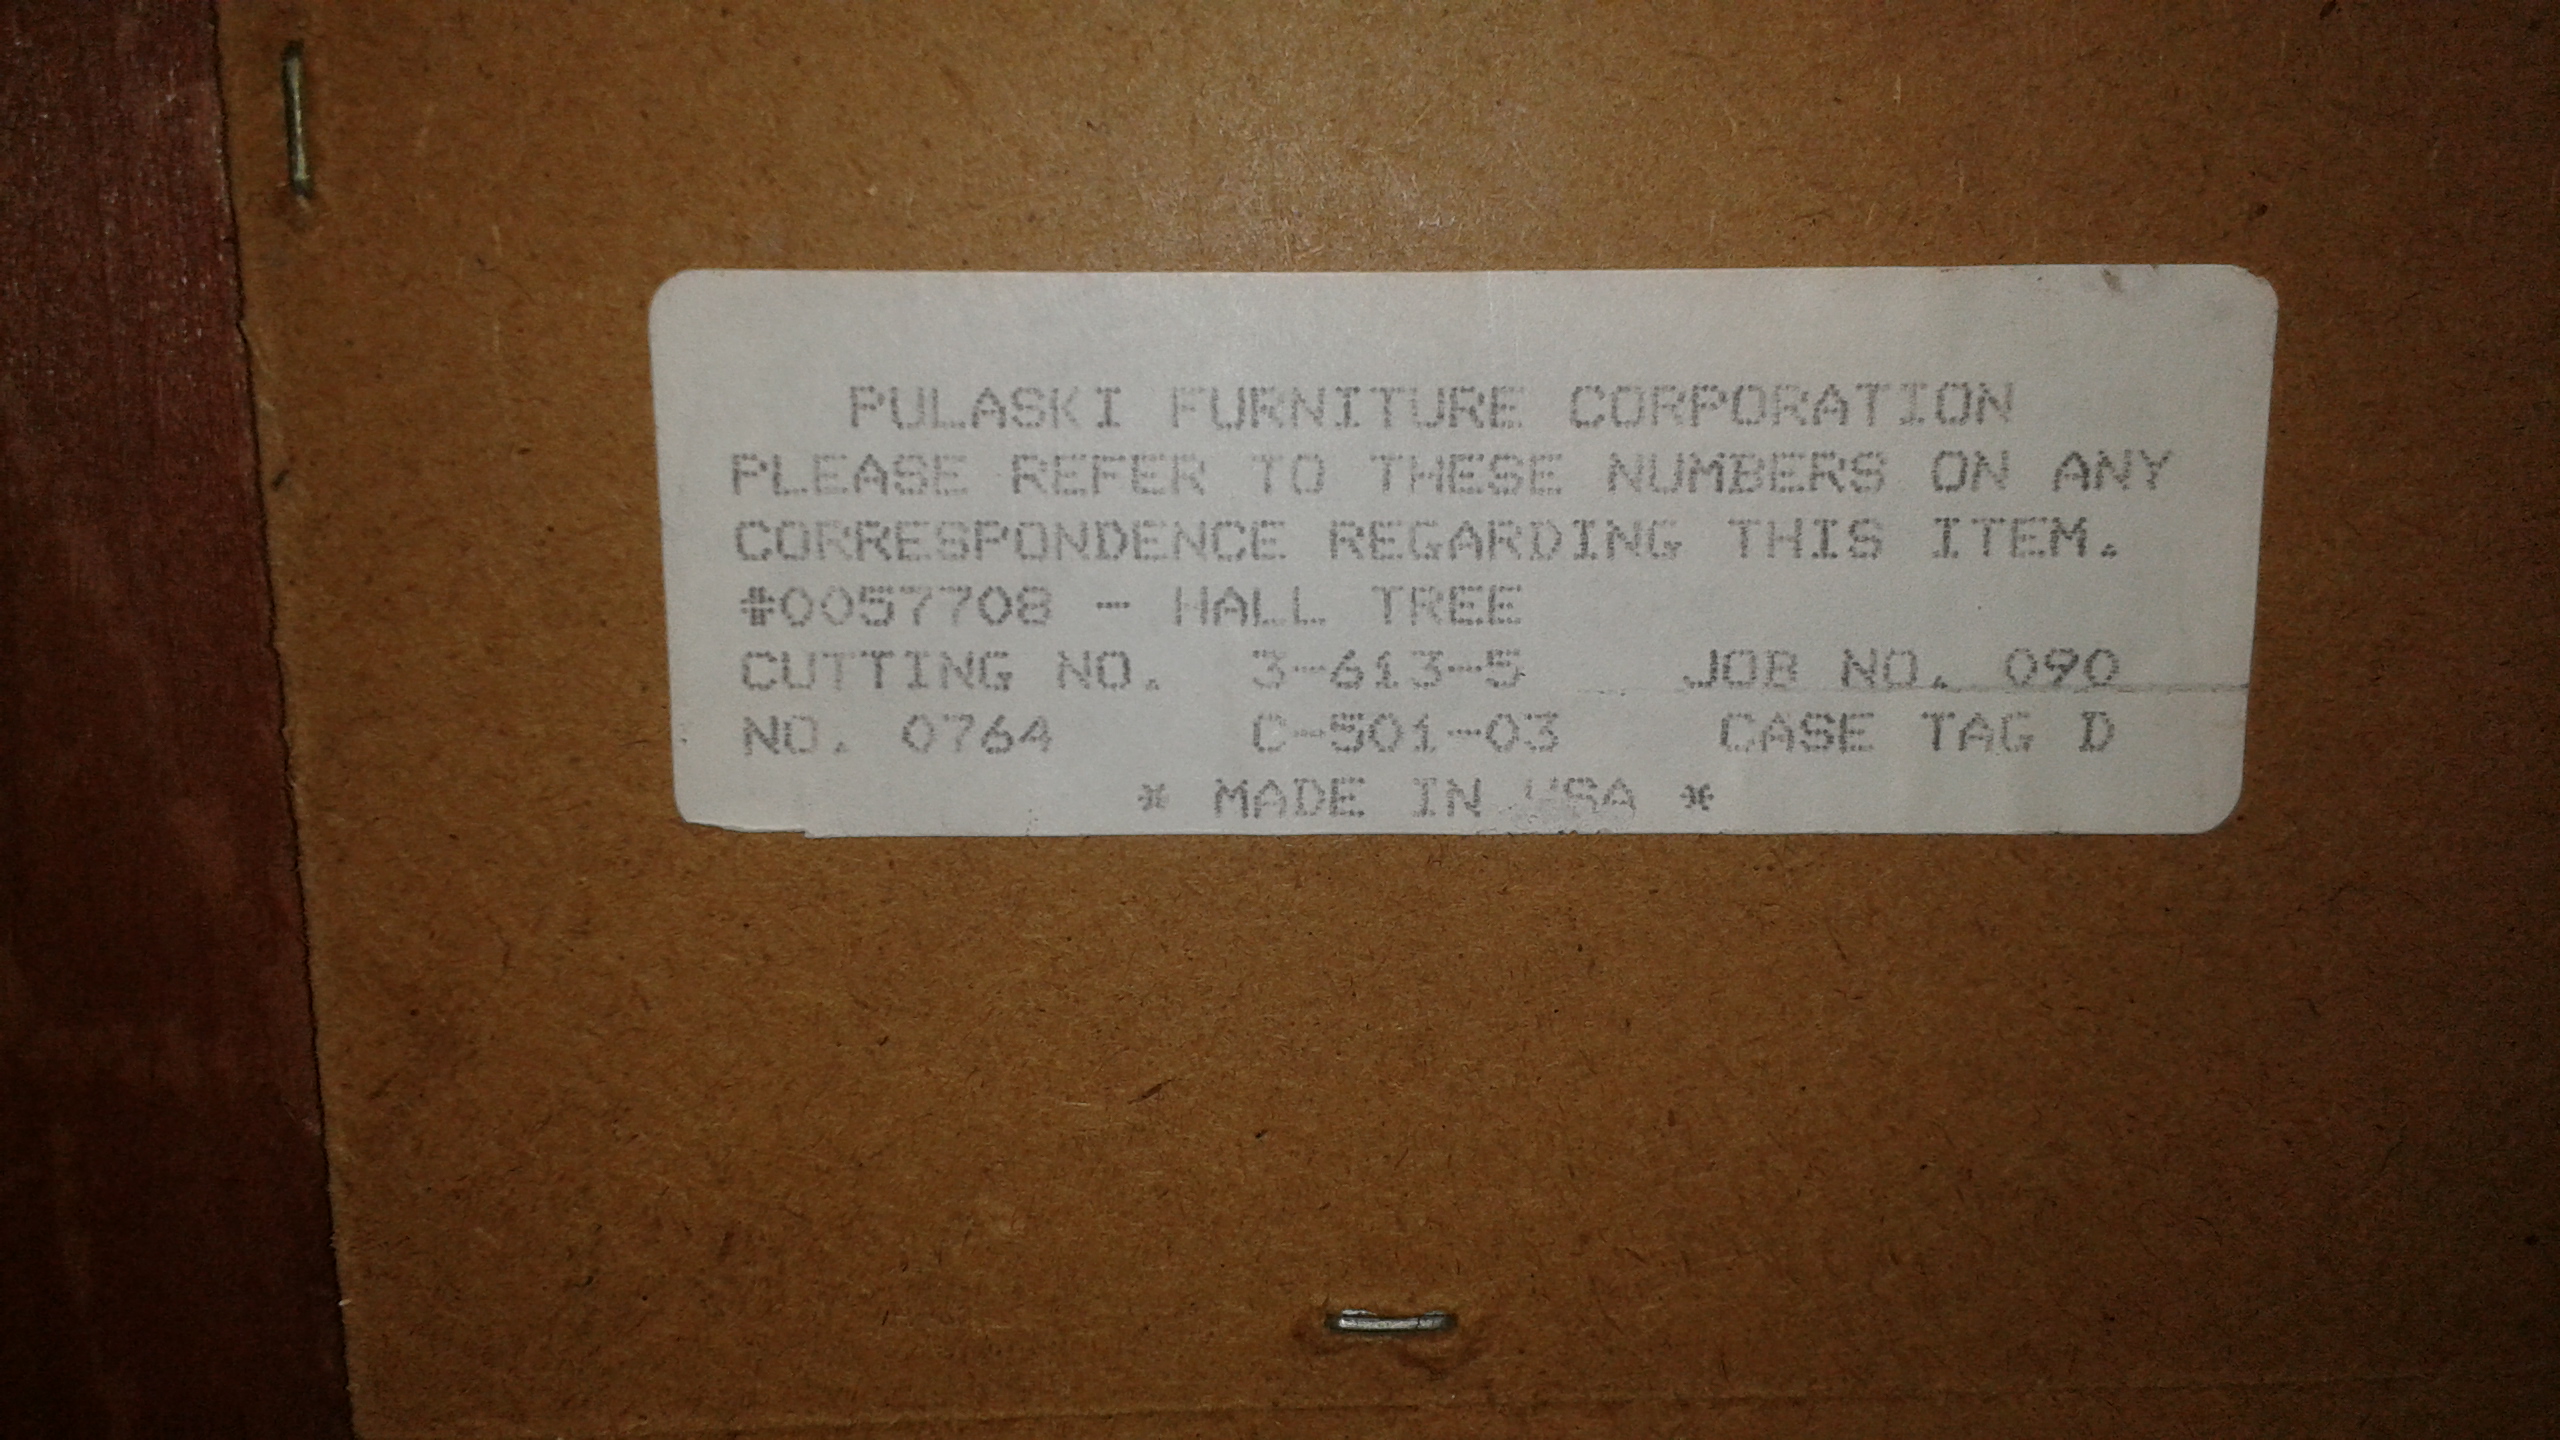 PULASKI FURNITURE CORPORATION
PLEASE REFER TO THESE NUMBERS ON ANY
CORRESPONDENCE REGARDING THIS ITEM.
#0057708 - HALL TREE
CUTTING NO. 3-613-5 JOB NO. 090
NO. 0764 C-501-03 CASE TAG D
* MADE IN USA *